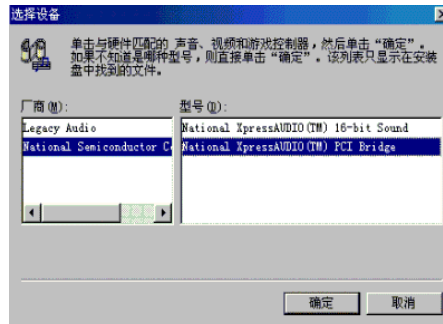 选择设备
单击与硬件匹配的 声音、视频和游戏控制器，然后单击“确定”。
如果不知道是哪种型号，则直接单击“确定”。该列表只显示在安装
盘中找到的文件。
厂商(M):
型号(D):
Legacy Audio
National Semiconductor
National XpressAUDIO(TM) 16-bit Sound
National XpressAUDIO(TM) PCI Bridge
确定
取消